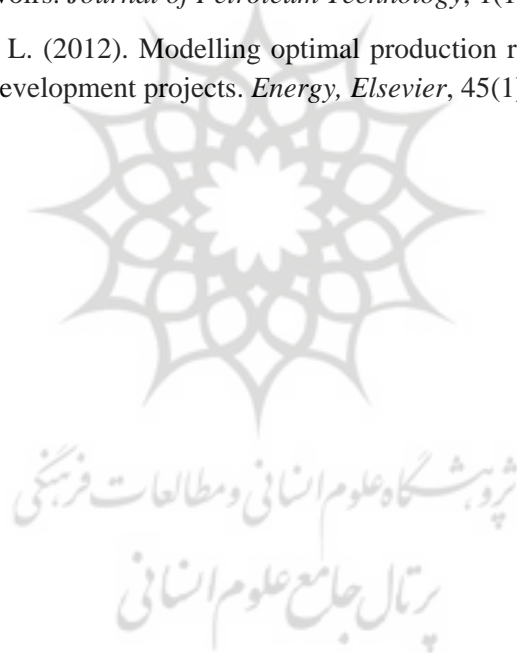 Journal of Petroleum Technology, 1(1
L. (2012). Modelling optimal production r
evelopment projects. Energy, Elsevier, 45(1)
پژوهشگاه علوم انسانی و مطالعات فرهنگی
پرتال جامع علوم انسانی